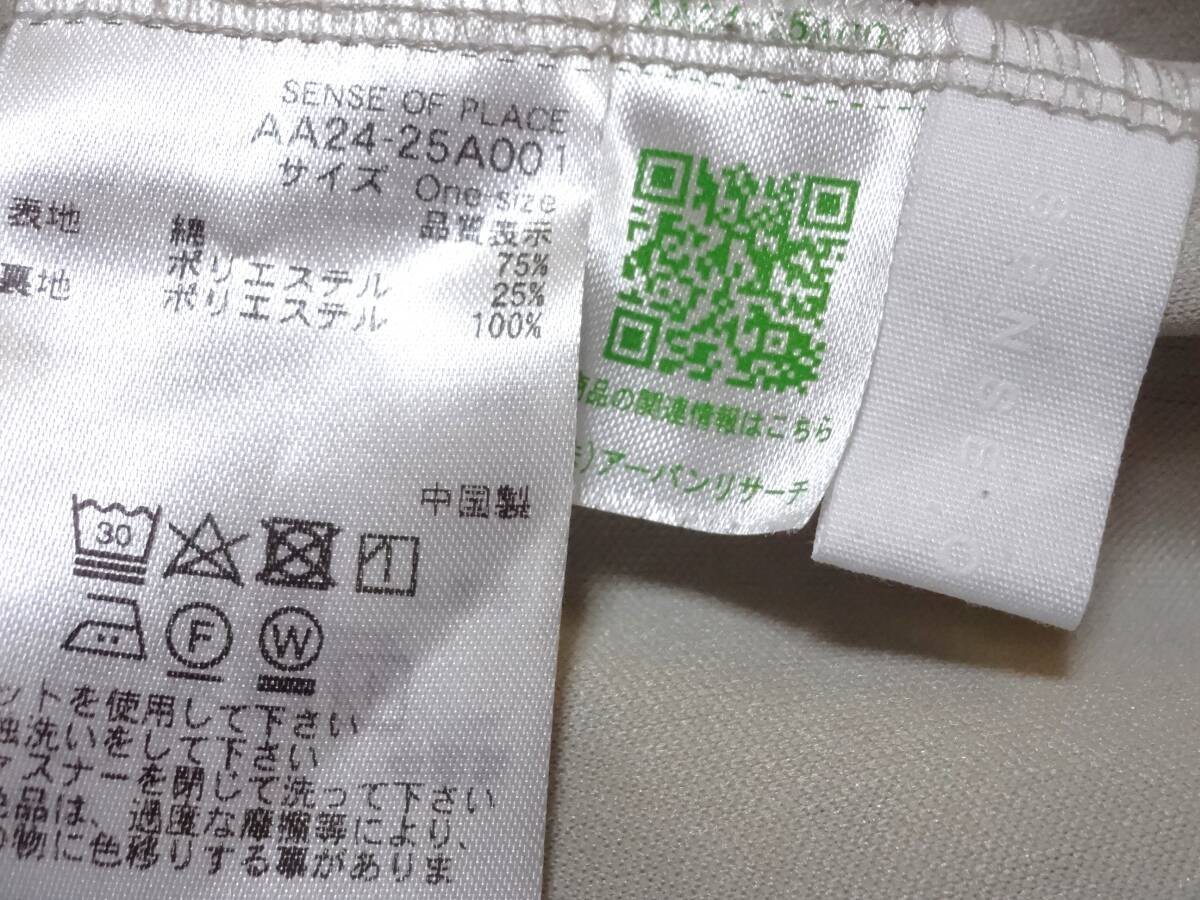 SENSE OF PLACE
AA24-25A001
サイズ One size
品質表示
表地 綿 75%
ポリエステル 25%
裏地 ポリエステル 100%
中国製
30
F
W
ットを使用して下さい
洗いをして下さい
スナーを閉じて洗って下さい
品は、過度な摩擦等により、
物に色移りする事がありま
AA24-25A001
商品の関連情報はこちら
)アーバンリサーチ
SENSE O